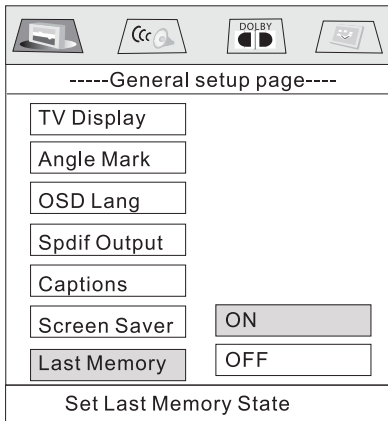 DOLBY
-----General setup page----
TV Display
Angle Mark
OSD Lang
Spdif Output
Captions
Screen Saver
ON
Last Memory
OFF
Set Last Memory State